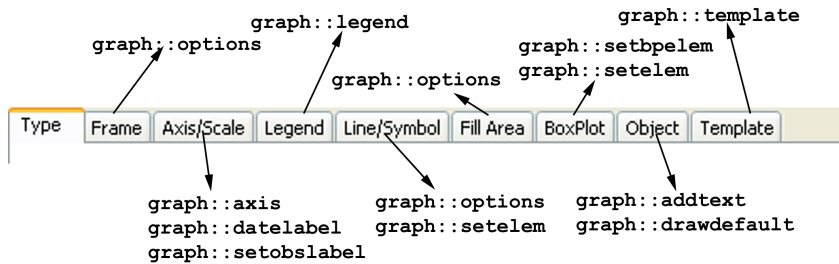 graph::template
graph::legend
graph::options
graph::setbpelem
graph::setelem
graph::options
Type Frame Axis/Scale Legend Line/Symbol Fill Area BoxPlot Object Template
graph::axis
graph::datelabel
graph::setobslabel
graph::options
graph::setelem
graph::addtext
graph::drawdefault